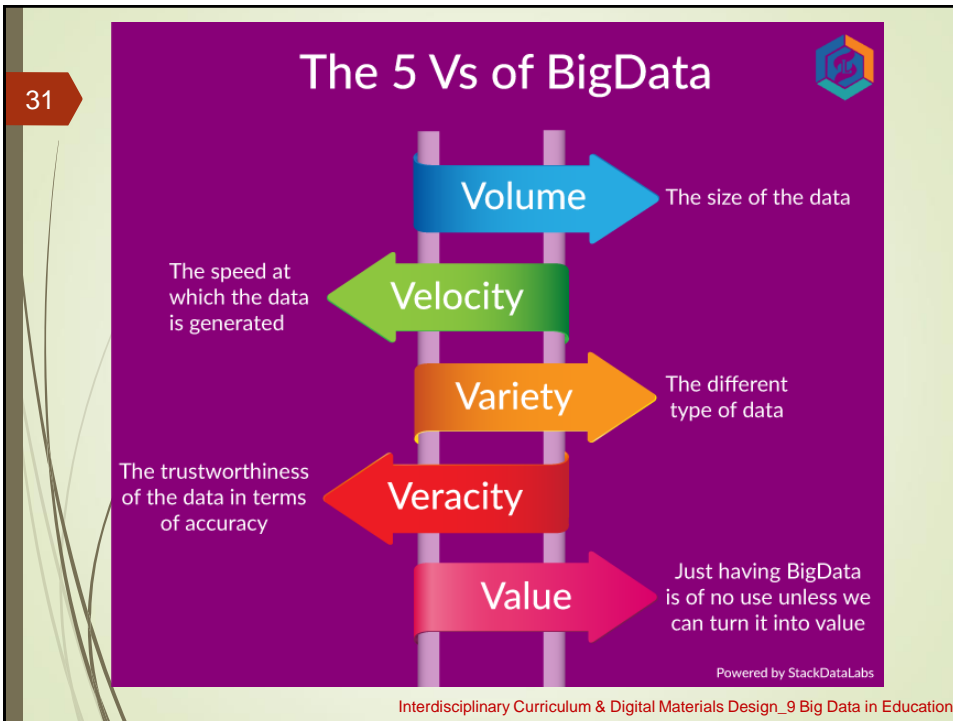 31
The 5 Vs of BigData
Volume
The size of the data
The speed at
which the data
is generated
Velocity
Variety
The different
type of data
The trustworthiness
of the data in terms
of accuracy
Veracity
Value
Just having BigData
is of no use unless we
can turn it into value
Powered by StackDataLabs
Interdisciplinary Curriculum & Digital Materials Design_9 Big Data in Education